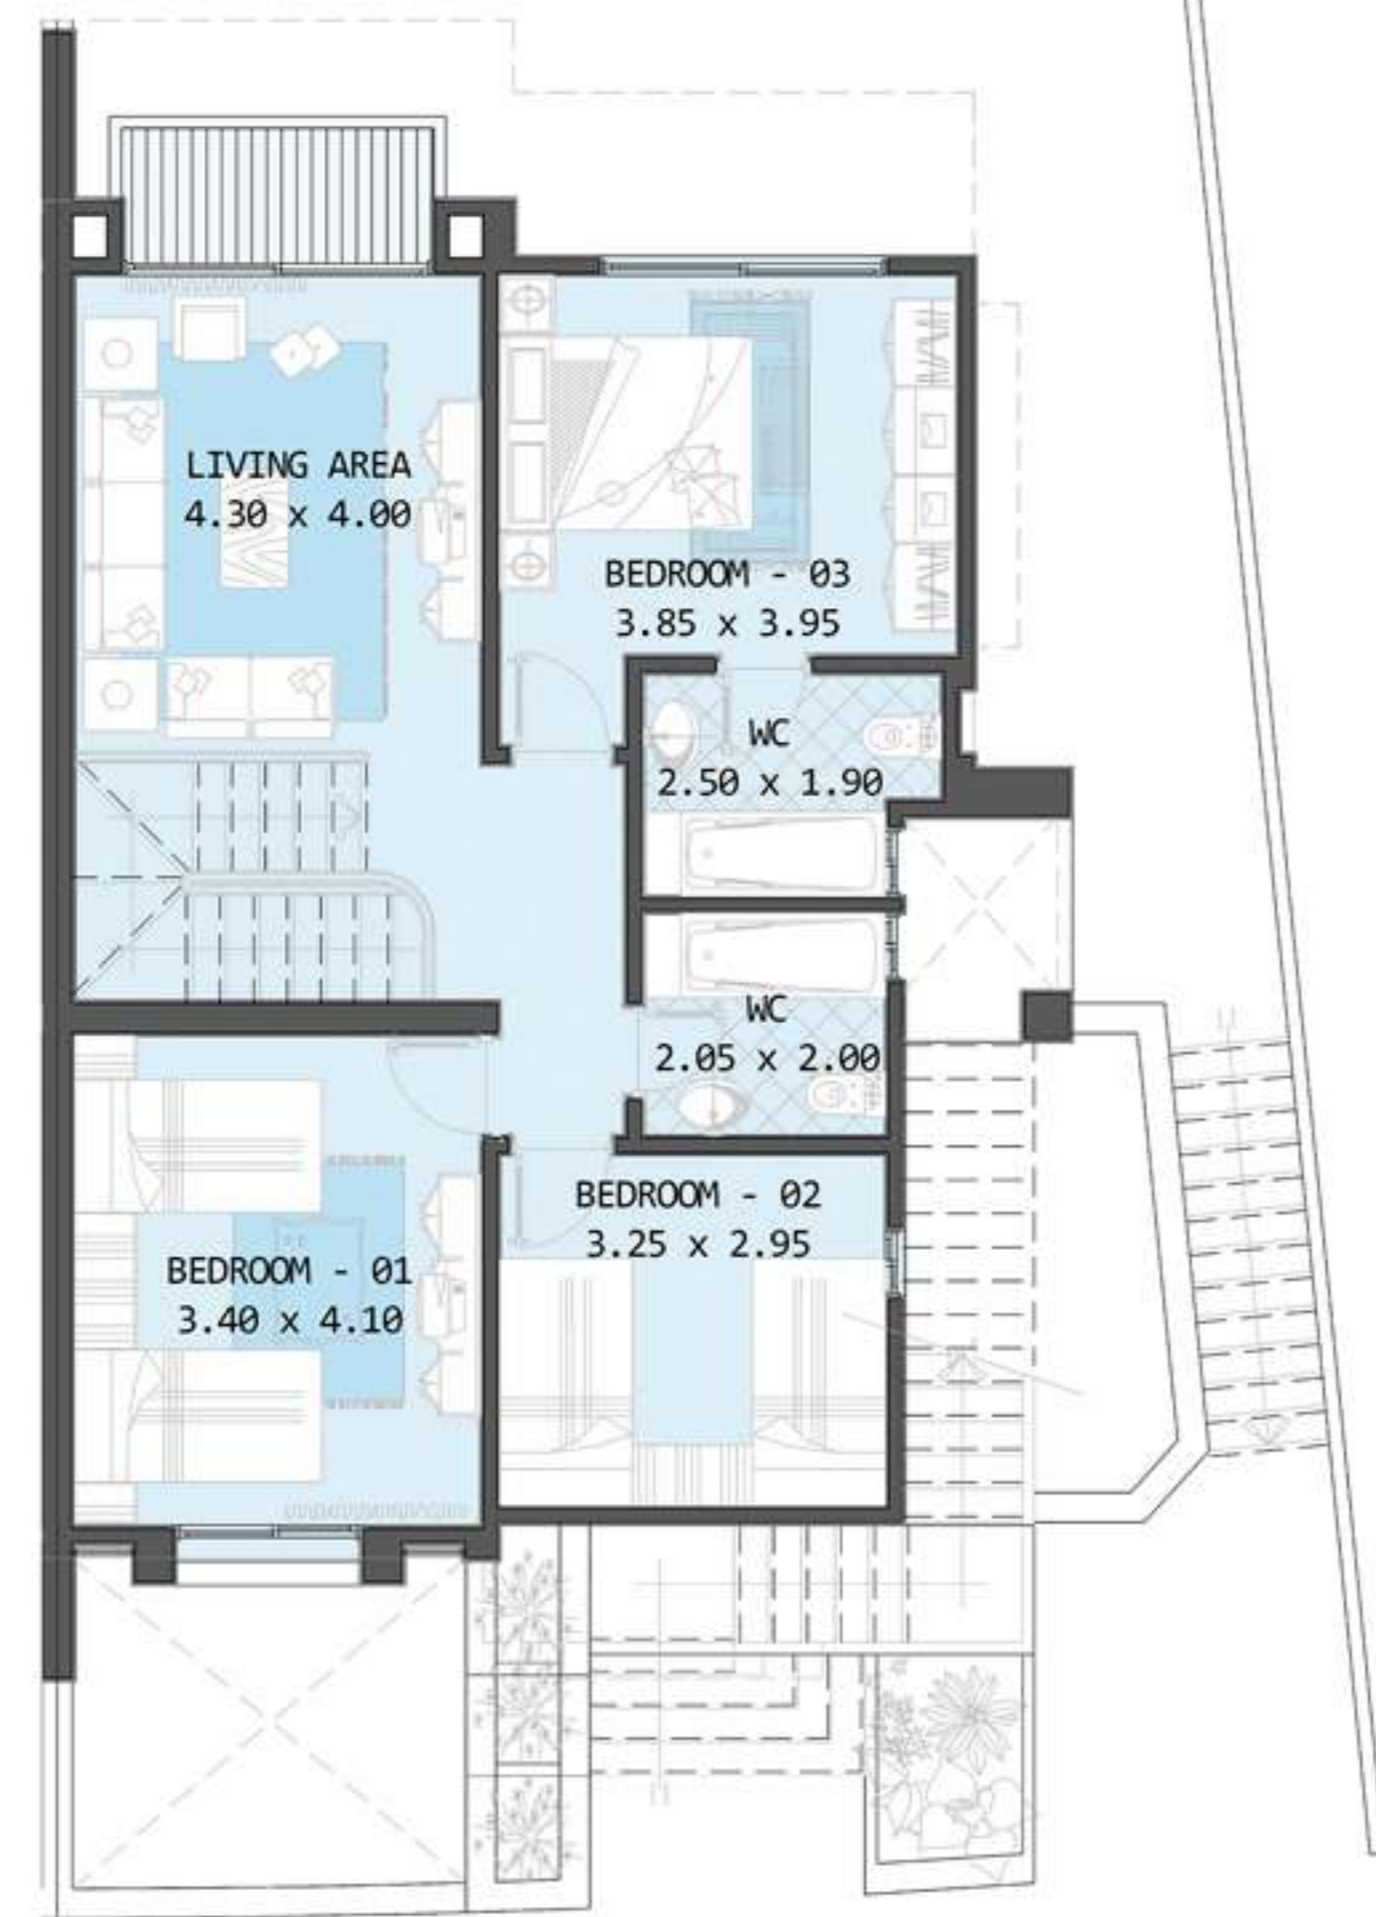 LIVING AREA
4.30 x 4.00
BEDROOM - 03
3.85 x 3.95
WC
2.50 x 1.90
WC
2.05 x 2.00
BEDROOM - 02
3.25 x 2.95
BEDROOM - 01
3.40 x 4.10